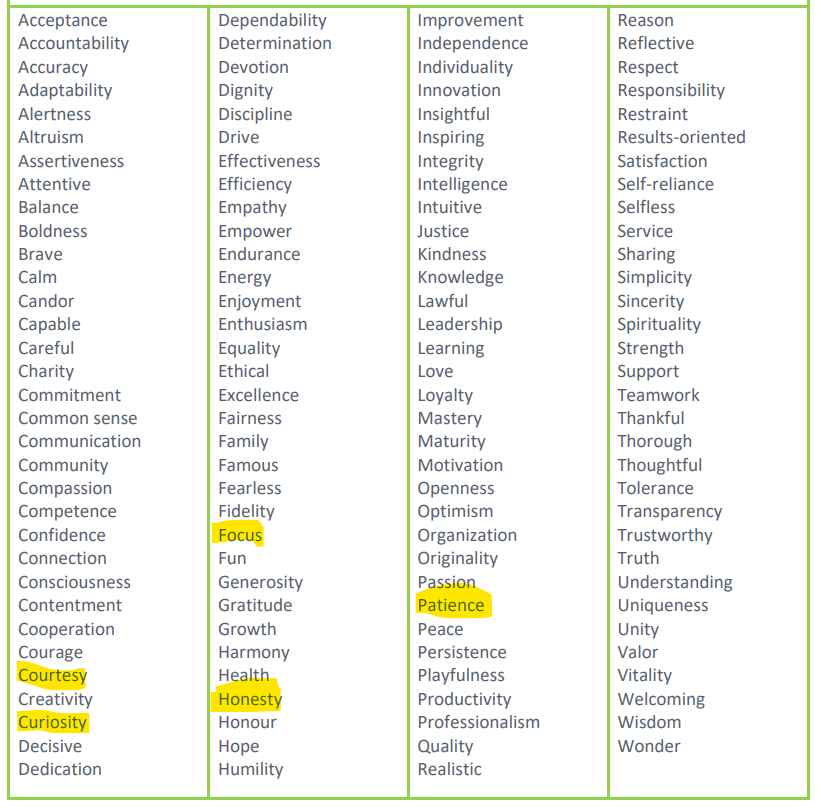 Acceptance
Accountability
Accuracy
Adaptability
Alertness
Altruism
Assertiveness
Attentive
Balance
Boldness
Brave
Calm
Candor
Capable
Careful
Charity
Commitment
Common sense
Communication
Community
Compassion
Competence
Confidence
Connection
Consciousness
Contentment
Cooperation
Courage
Courtesy
Creativity
Curiosity
Decisive
Dedication
Dependability
Determination
Devotion
Dignity
Discipline
Drive
Effectiveness
Efficiency
Empathy
Empower
Endurance
Energy
Enjoyment
Enthusiasm
Equality
Ethical
Excellence
Fairness
Family
Famous
Fearless
Fidelity
Focus
Fun
Generosity
Gratitude
Growth
Harmony
Health
Honesty
Honour
Hope
Humility
Improvement
Independence
Individuality
Innovation
Insightful
Inspiring
Integrity
Intelligence
Intuitive
Justice
Kindness
Knowledge
Lawful
Leadership
Learning
Love
Loyalty
Mastery
Maturity
Motivation
Openness
Optimism
Organization
Originality
Passion
Patience
Peace
Persistence
Playfulness
Productivity
Professionalism
Quality
Realistic
Reason
Reflective
Respect
Responsibility
Restraint
Results-oriented
Satisfaction
Self-reliance
Selfless
Service
Sharing
Simplicity
Sincerity
Spirituality
Strength
Support
Teamwork
Thankful
Thorough
Thoughtful
Tolerance
Transparency
Trustworthy
Truth
Understanding
Uniqueness
Unity
Valor
Vitality
Welcoming
Wisdom
Wonder